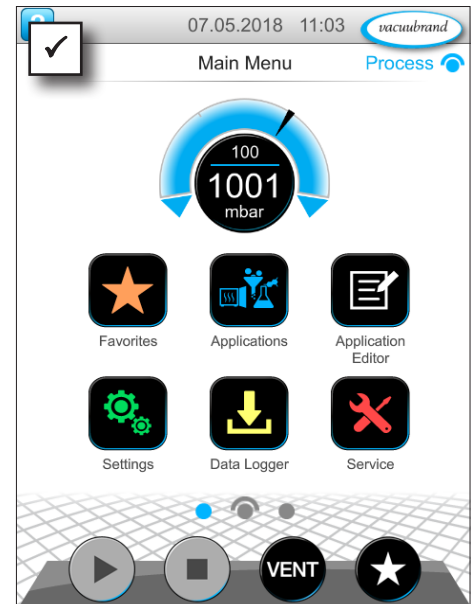 07.05.2018 11:03 vacuubrand
Main Menu Process
100
1001
mbar
Favorites Applications Application
Editor
Settings Data Logger Service
VENT